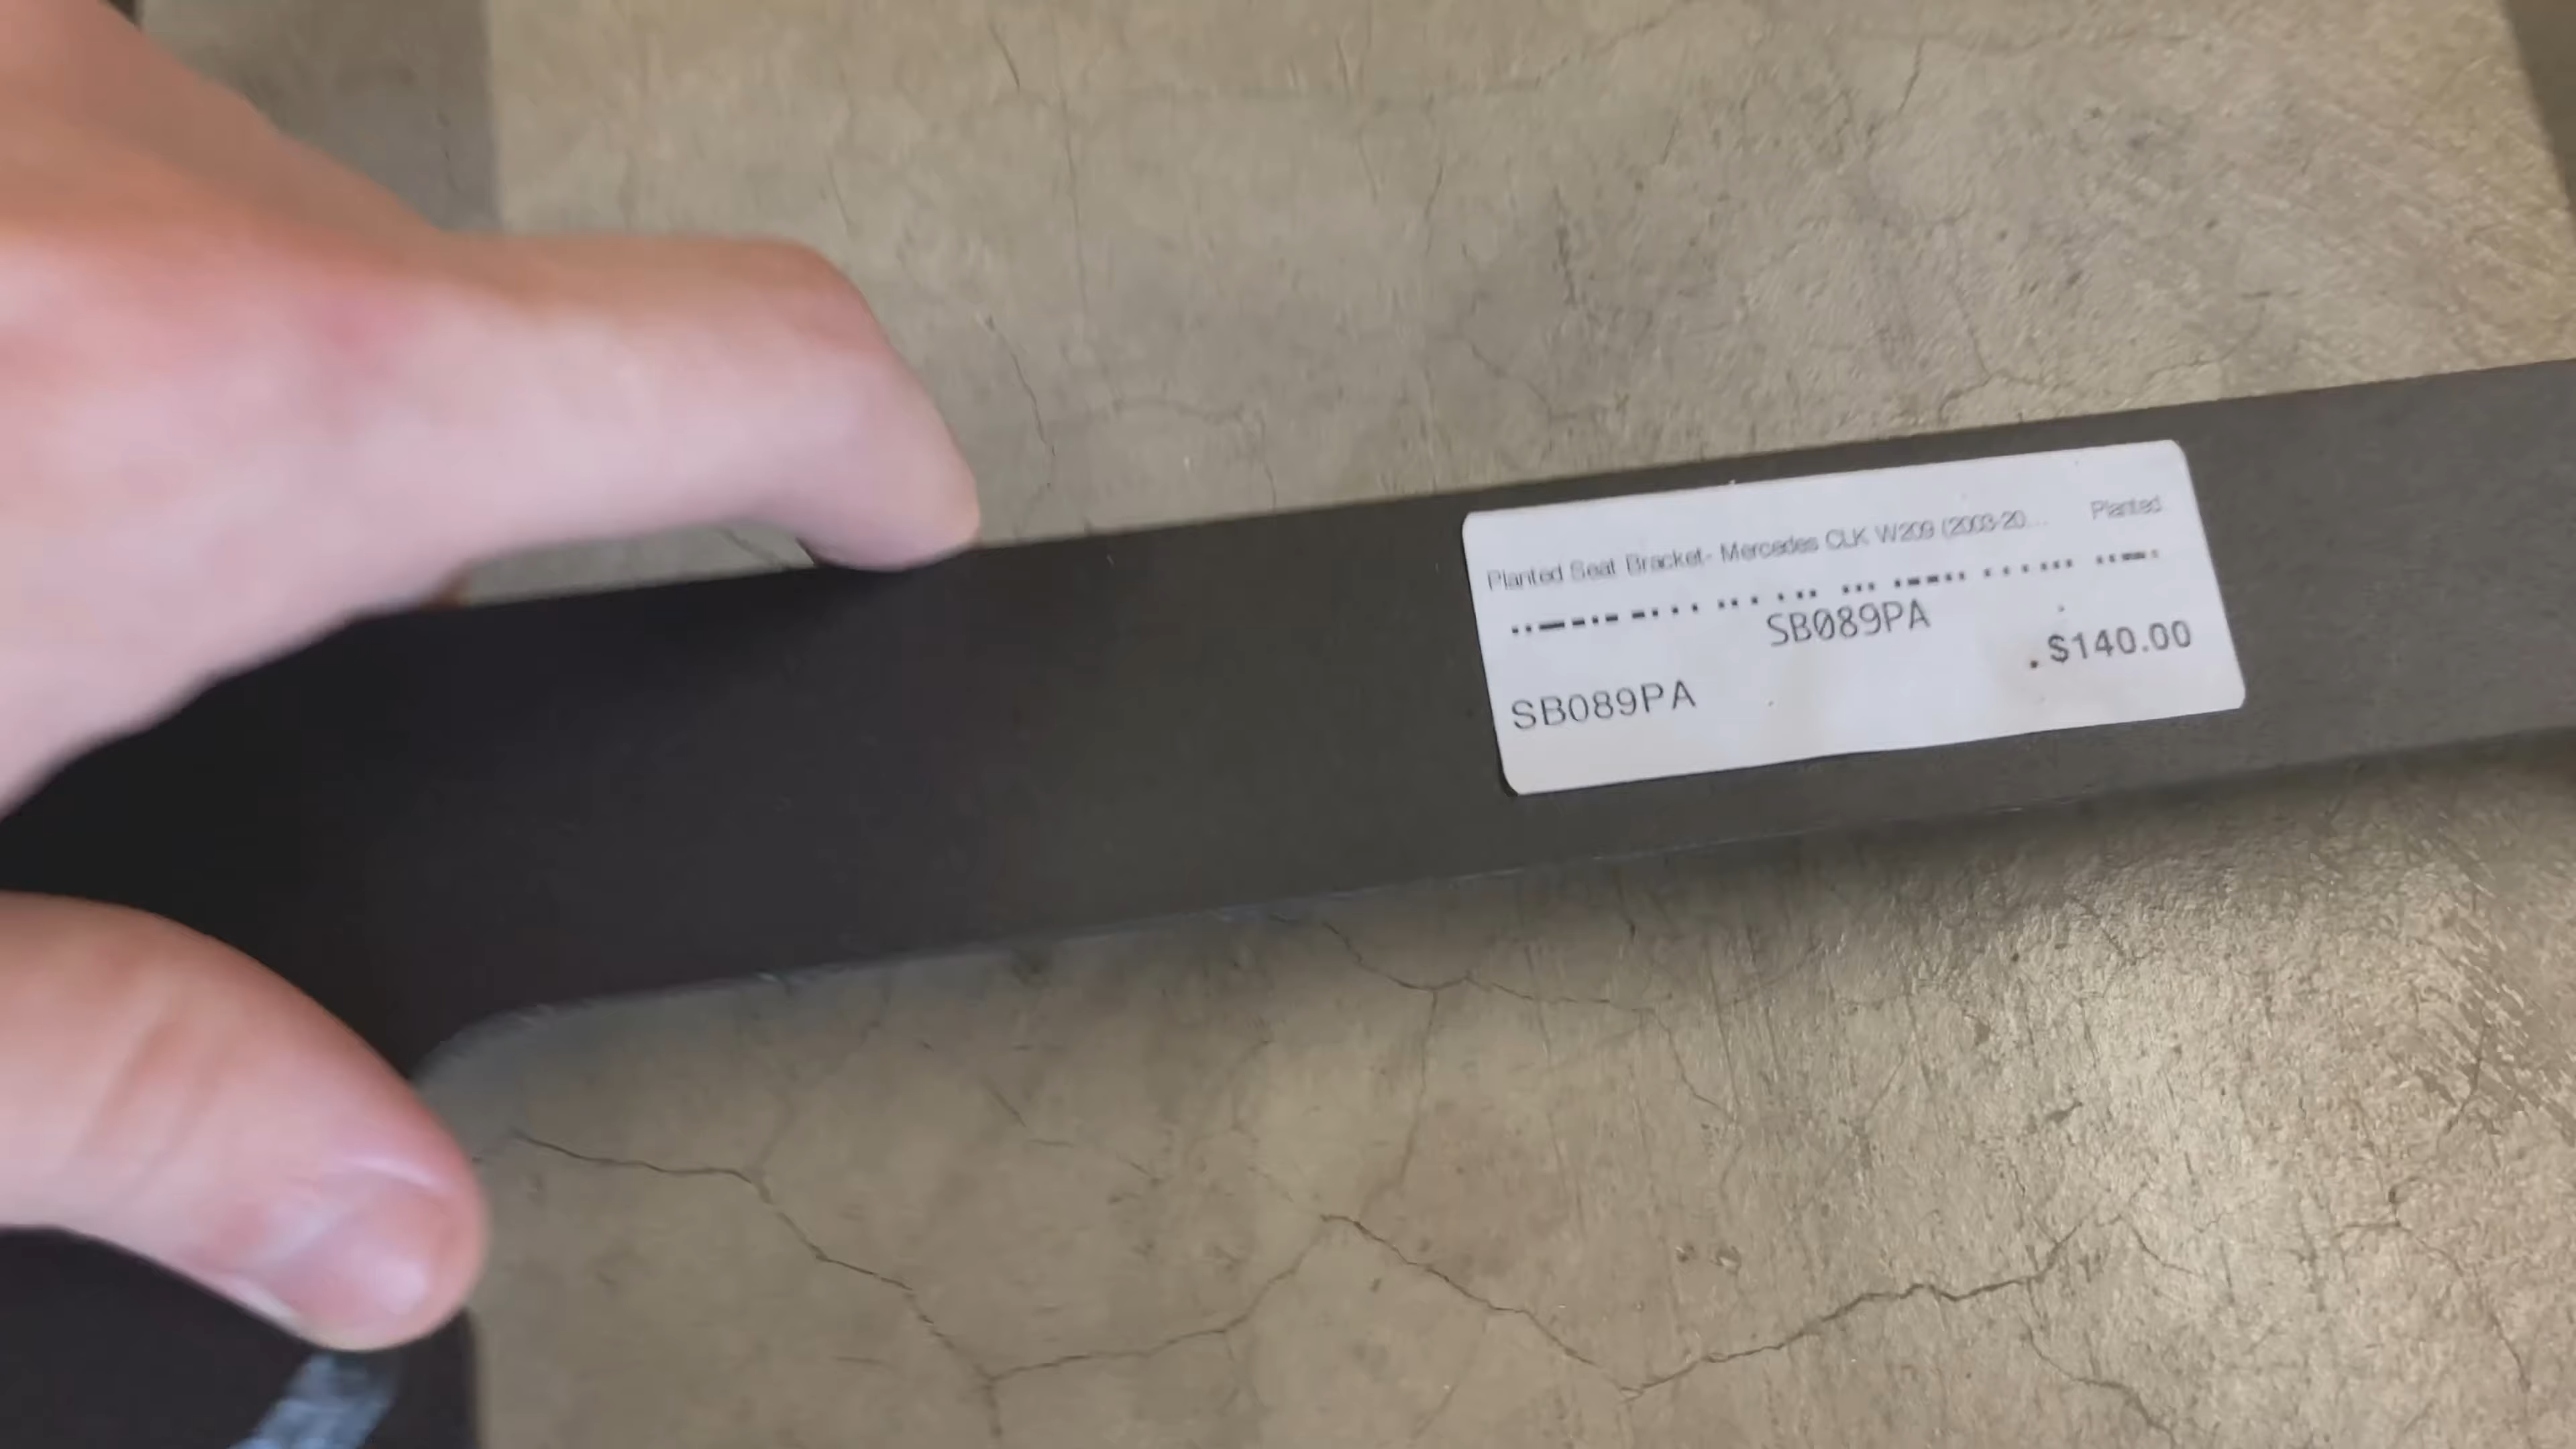 Planted Seat Bracket- Mercedes CLK W209 (2003-20... Planted
SB089PA
$140.00
SB089PA